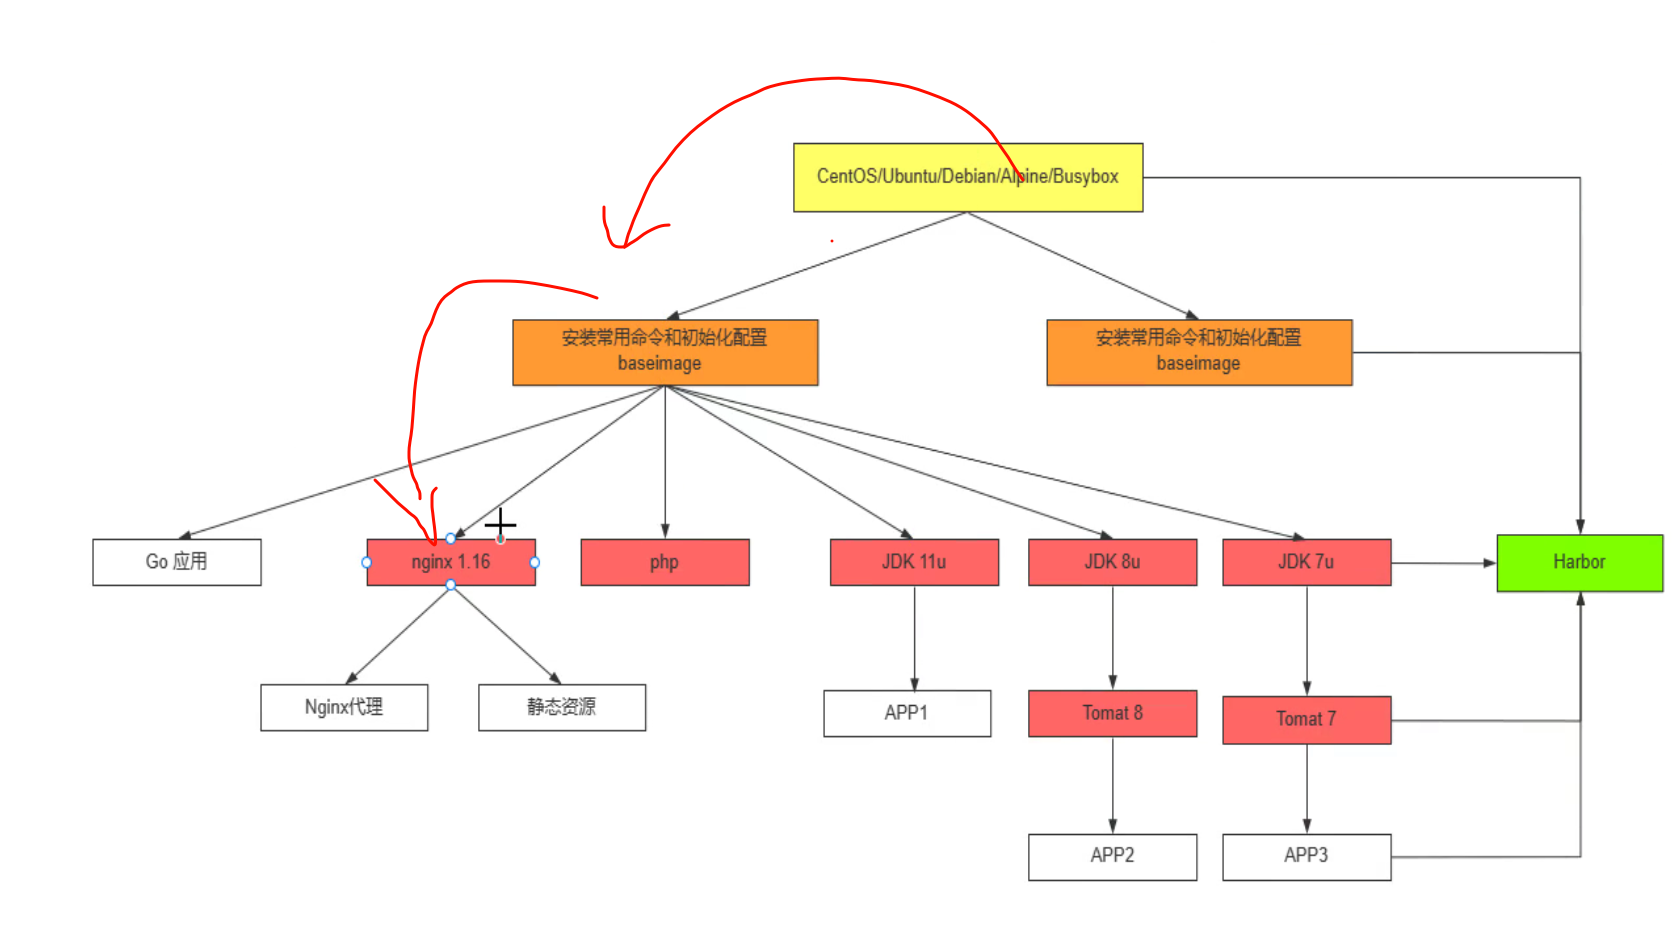 CentOS/Ubuntu/Debian/Alpine/Busybox
安装常用命令和初始化配置
baseimage
安装常用命令和初始化配置
baseimage
Go 应用
nginx 1.16
php
JDK 11u
JDK 8u
JDK 7u
Harbor
Nginx代理
静态资源
APP1
Tomat 8
Tomat 7
APP2
APP3